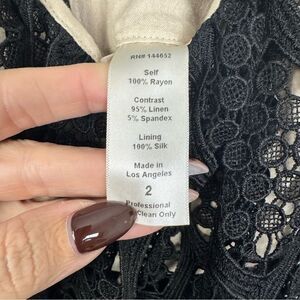 RN# 144652
Self
100% Rayon
Contrast
95% Linen
5% Spandex
Lining
100% Silk
Made in
Los Angeles
2
Professional
Clean Only